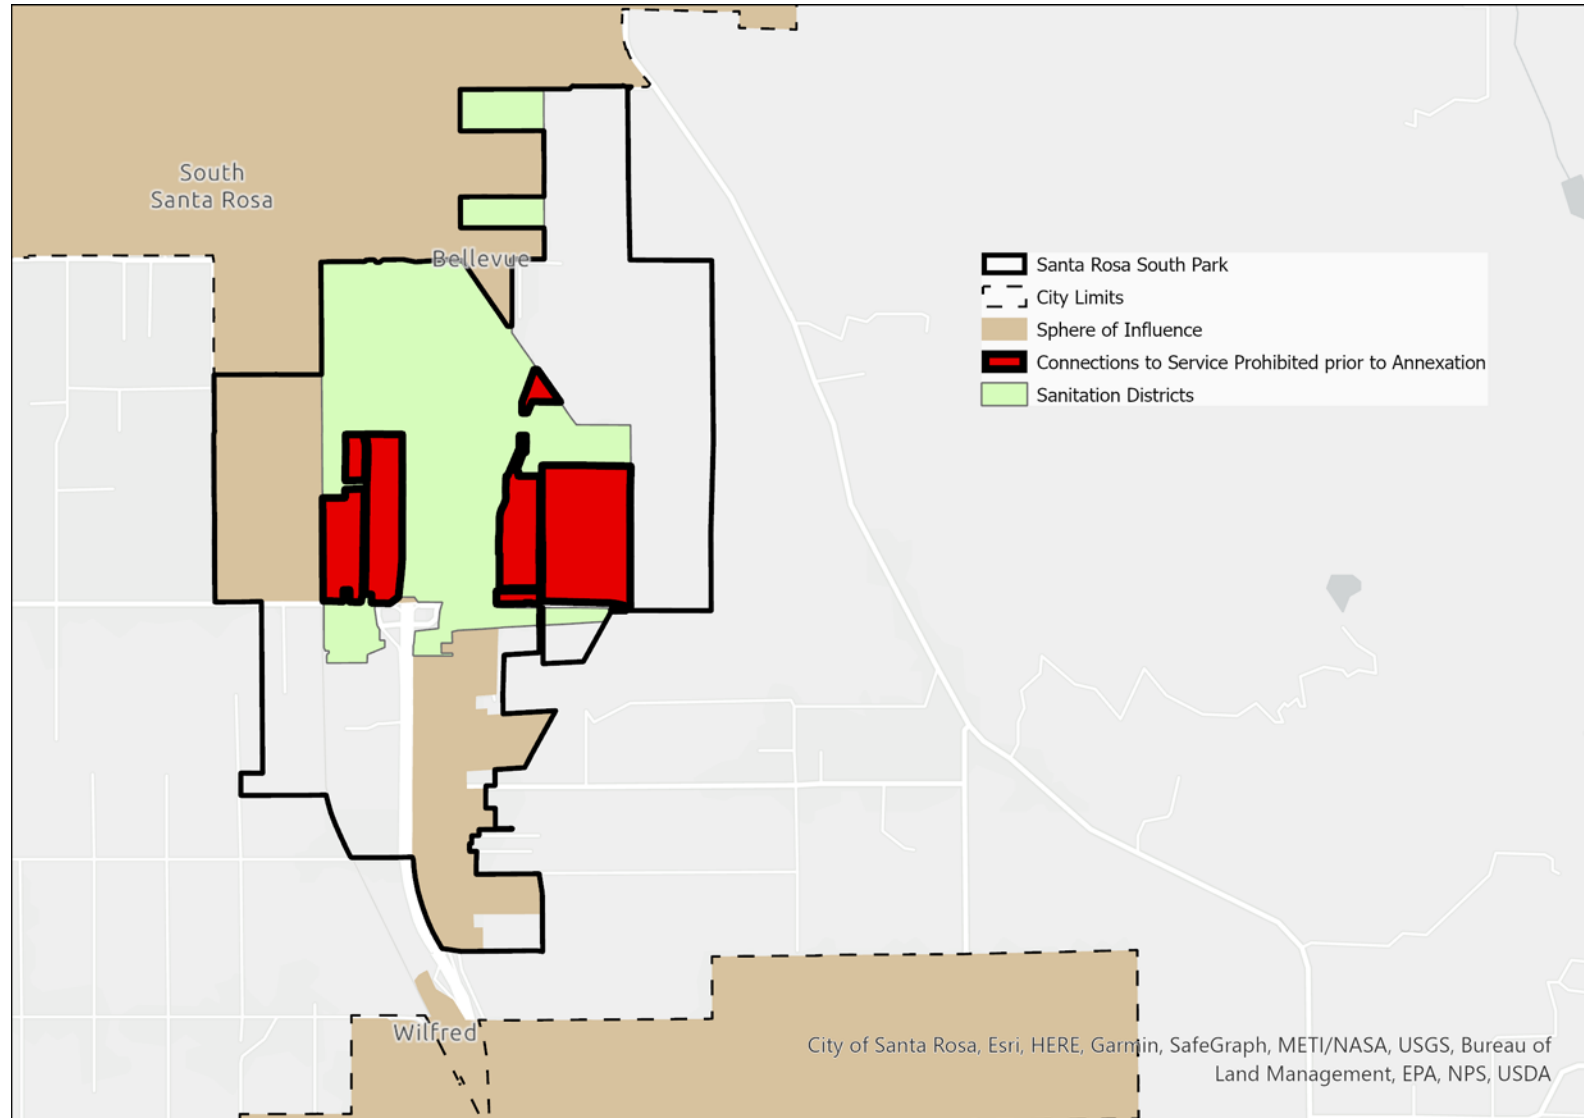 South
Santa Rosa
Bellevue
Santa Rosa South Park
City Limits
Sphere of Influence
Connections to Service Prohibited prior to Annexation
Sanitation Districts
Wilfred
City of Santa Rosa, Esri, HERE, Garmin, SafeGraph, METI/NASA, USGS, Bureau of
Land Management, EPA, NPS, USDA